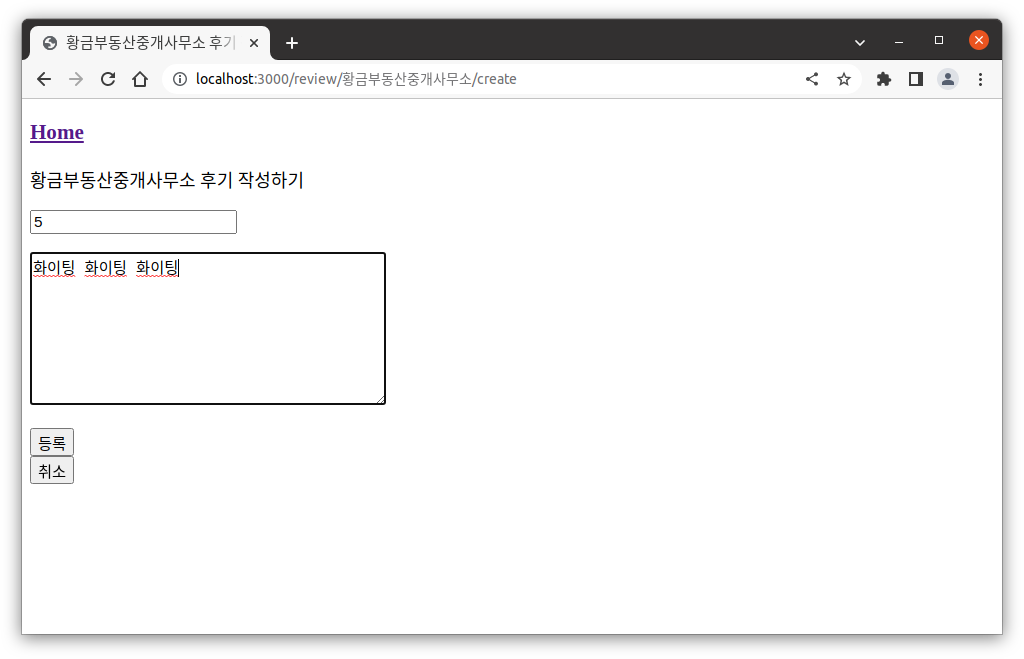 황금부동산중개사무소 후기
localhost:3000/review/황금부동산중개사무소/create
Home
황금부동산중개사무소 후기 작성하기
5
화이팅 화이팅 화이팅
등록
취소